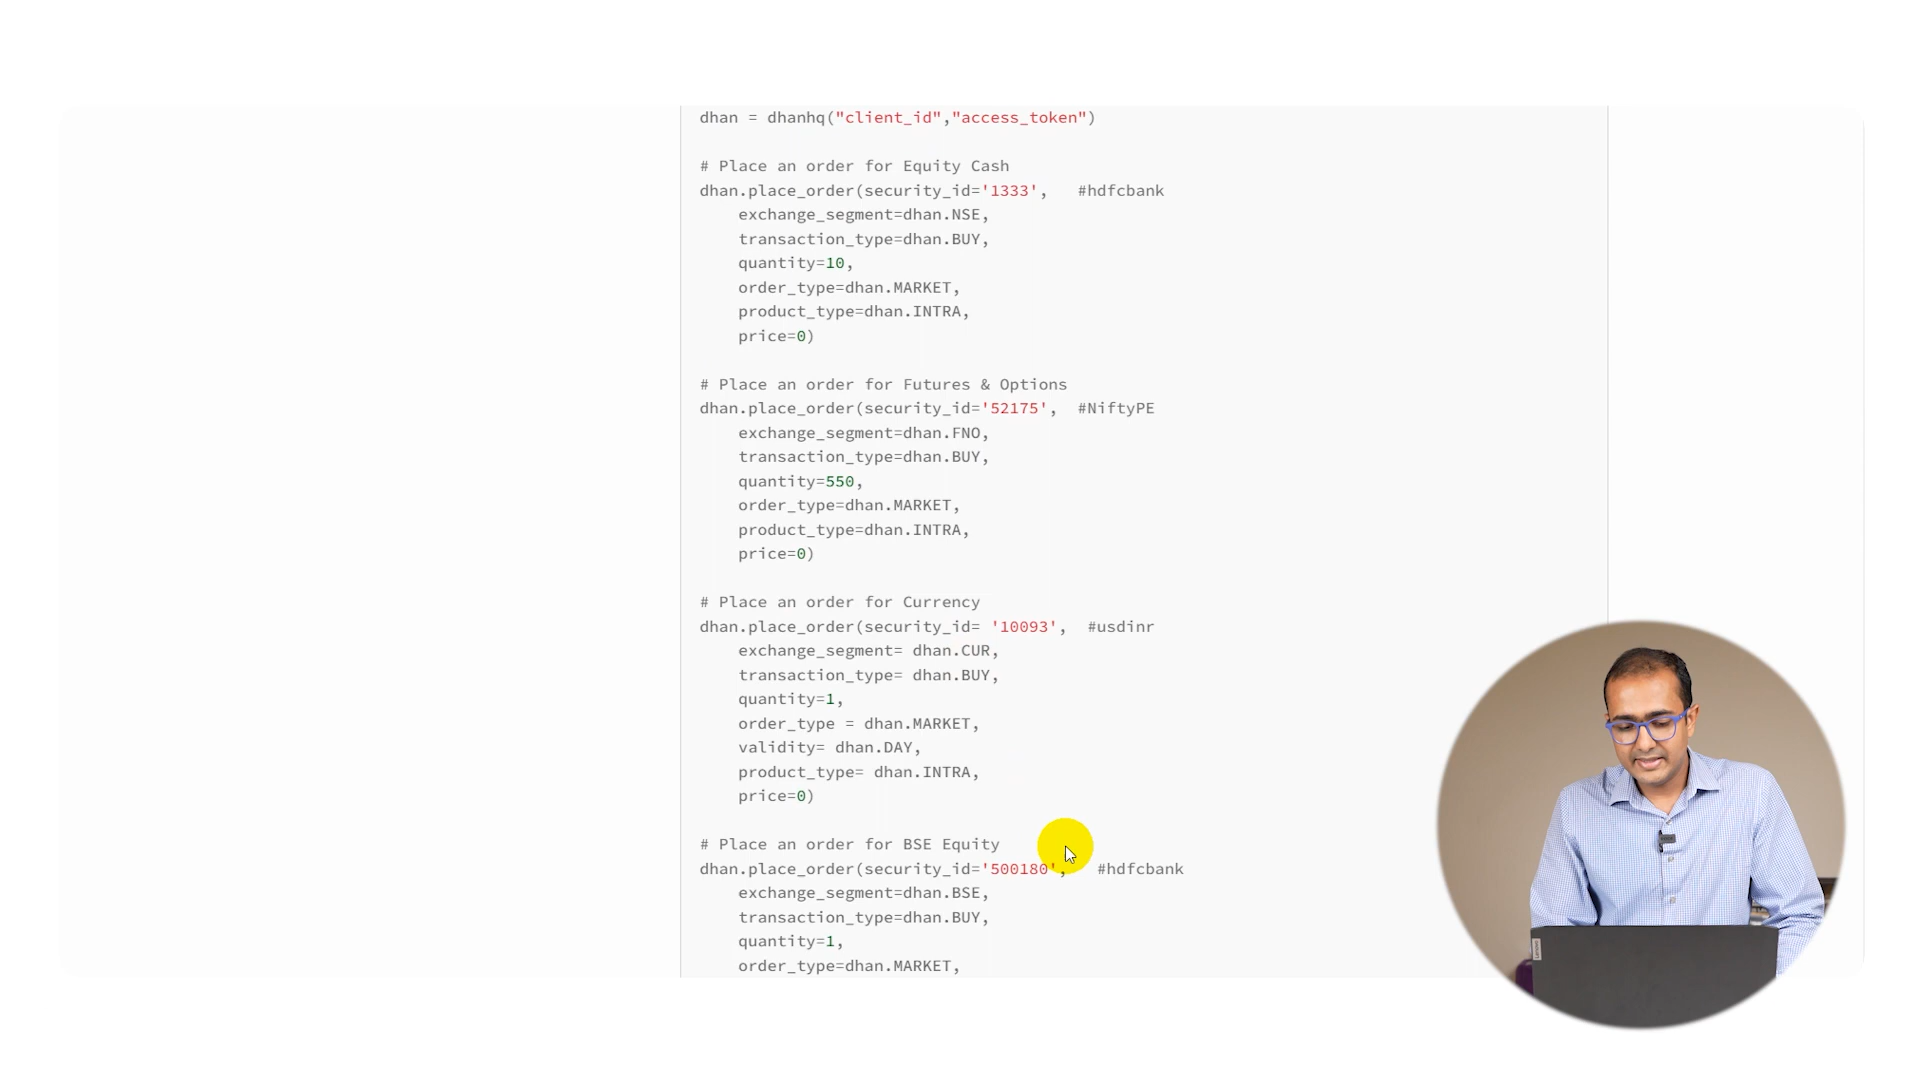 dhan = dhanhq("client_id","access_token")
# Place an order for Equity Cash
dhan.place_order(security_id='1333',   #hdfcbank
    exchange_segment=dhan.NSE,
    transaction_type=dhan.BUY,
    quantity=10,
    order_type=dhan.MARKET,
    product_type=dhan.INTRA,
    price=0)
# Place an order for Futures & Options
dhan.place_order(security_id='52175',  #NiftyPE
    exchange_segment=dhan.FNO,
    transaction_type=dhan.BUY,
    quantity=550,
    order_type=dhan.MARKET,
    product_type=dhan.INTRA,
    price=0)
# Place an order for Currency
dhan.place_order(security_id= '10093',  #usdinr
    exchange_segment= dhan.CUR,
    transaction_type= dhan.BUY,
    quantity=1,
    order_type = dhan.MARKET,
    validity= dhan.DAY,
    product_type= dhan.INTRA,
    price=0)
# Place an order for BSE Equity
dhan.place_order(security_id='500180',   #hdfcbank
    exchange_segment=dhan.BSE,
    transaction_type=dhan.BUY,
    quantity=1,
    order_type=dhan.MARKET,